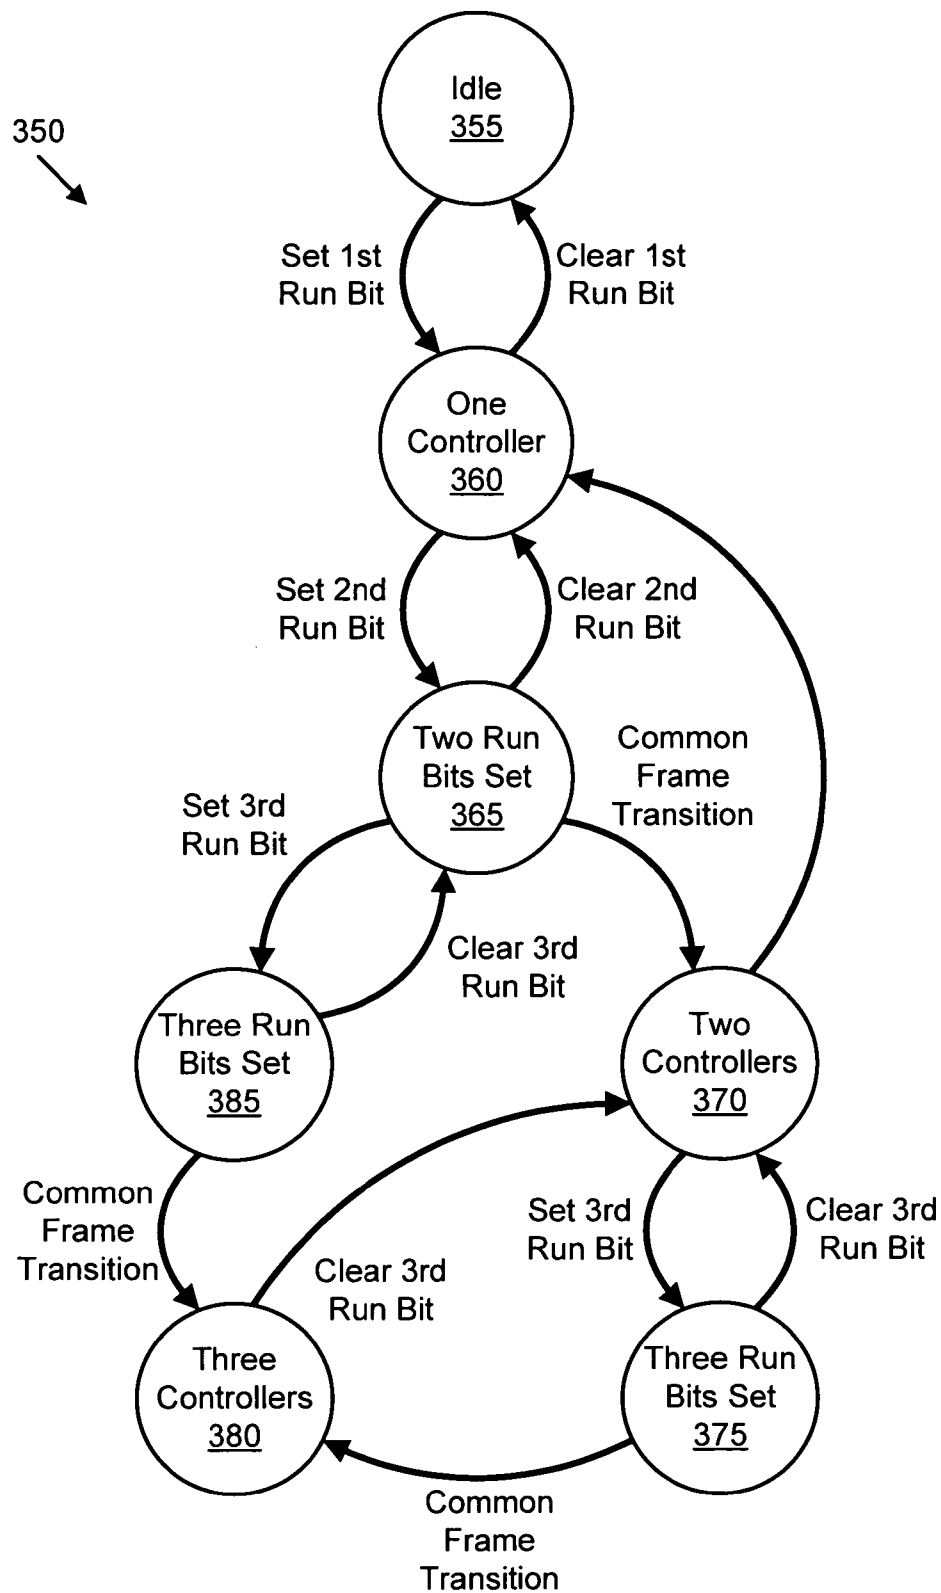 Idle
355
350
Set 1st
Run Bit
Clear 1st
Run Bit
One
Controller
360
Set 2nd
Run Bit
Clear 2nd
Run Bit
Two Run
Bits Set
365
Common
Frame
Transition
Set 3rd
Run Bit
Clear 3rd
Run Bit
Three Run
Bits Set
385
Two
Controllers
370
Common
Frame
Transition
Clear 3rd
Run Bit
Set 3rd
Run Bit
Clear 3rd
Run Bit
Three
Controllers
380
Three Run
Bits Set
375
Common
Frame
Transition